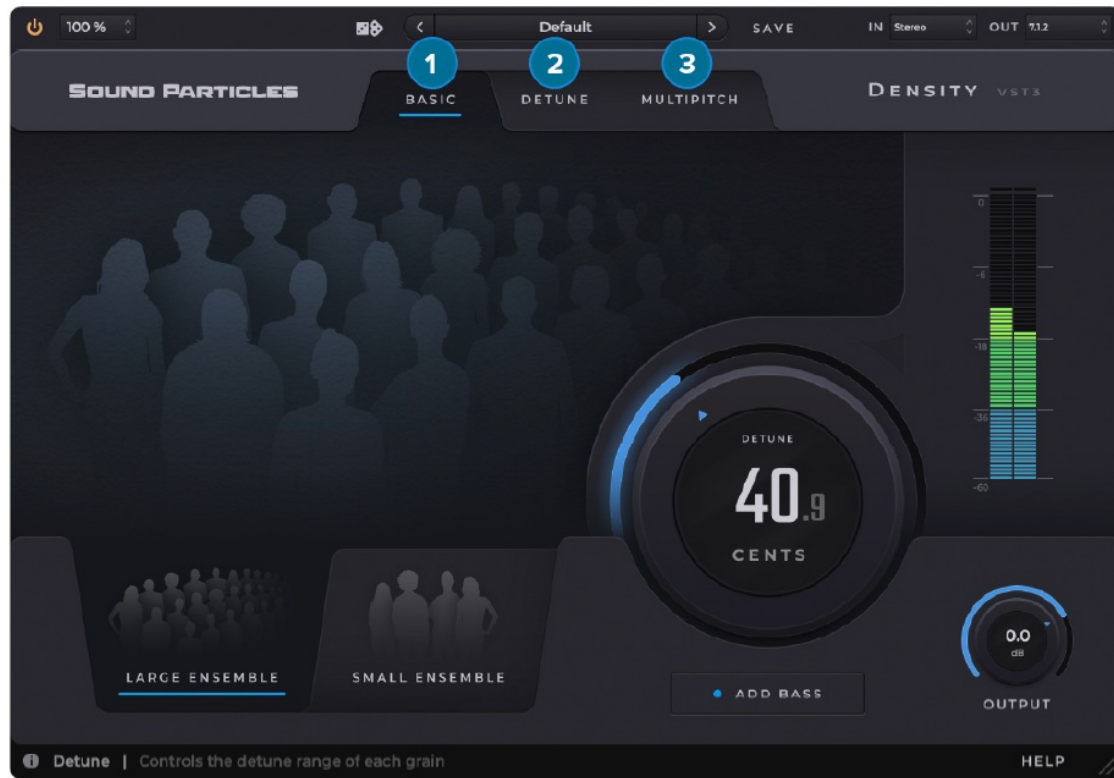 100 % Default SAVE IN Stereo OUT 7.1.2
1 2 3
SOUND PARTICLES BASIC DETUNE MULTIPITCH DENSITY VST3
0
-6
-18
-36
-60
DETUNE
40.9
CENTS
LARGE ENSEMBLE SMALL ENSEMBLE
ADD BASS
0.0
dB
OUTPUT
Detune | Controls the detune range of each grain HELP